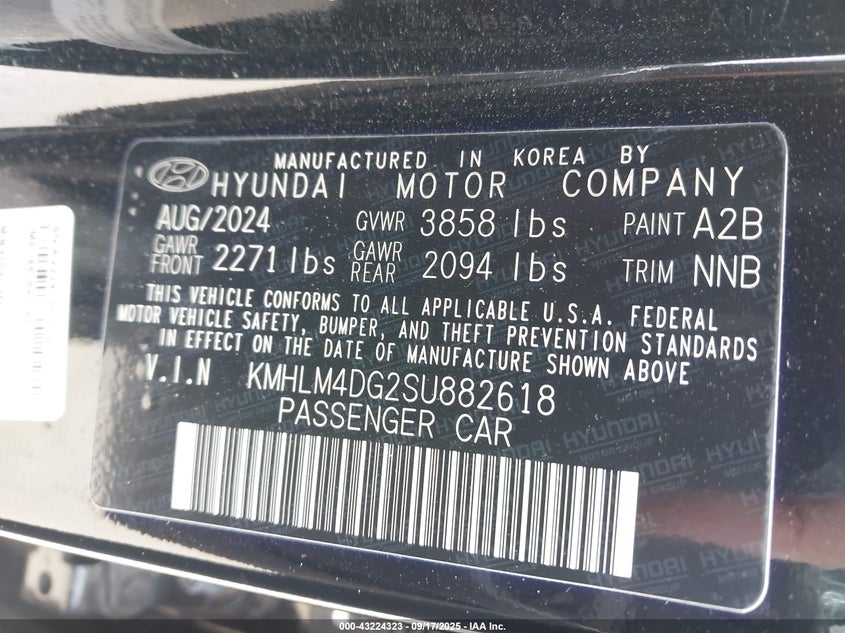 MANUFACTURED IN KOREA BY
HYUNDAI MOTOR COMPANY
AUG/2024 GVWR 3858 lbs PAINT A2B
GAWR FRONT 2271 lbs GAWR REAR 2094 lbs TRIM NNB
THIS VEHICLE CONFORMS TO ALL APPLICABLE U.S.A. FEDERAL
MOTOR VEHICLE SAFETY, BUMPER, AND THEFT PREVENTION STANDARDS
IN EFFECT ON THE DATE OF MANUFACTURE SHOWN ABOVE
V.I.N KMHLM4DG2SU882618
PASSENGER CAR
000-43224323 - 09/17/2025 - IAA Inc.